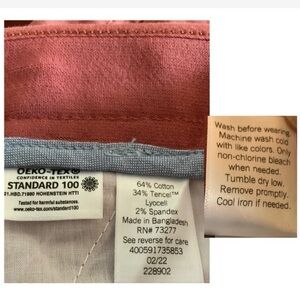 OEKO-TEX®
CONFIDENCE IN TEXTILES
STANDARD 100
21.HBD.71980 HOHENSTEIN HTTI
Tested for harmful substances.
www.oeko-tex.com/standard100
64% Cotton
34% Tencel™
Lyocell
2% Spandex
Made in Bangladesh
RN# 73277
See reverse for care
400591735853
02/22
228902
Wash before wearing.
Machine wash cold
with like colors. Only
non-chlorine bleach
when needed.
Tumble dry low.
Remove promptly.
Cool iron if needed.